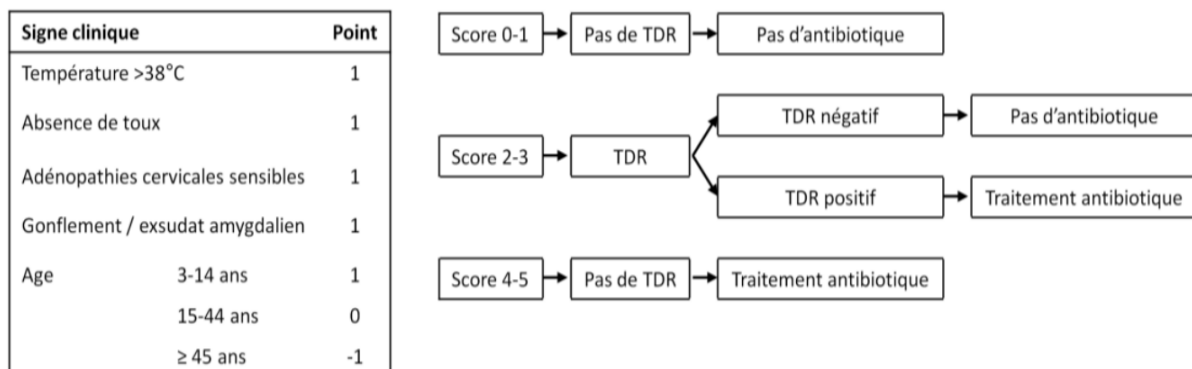 Signe clinique Point
Température >38°C 1
Absence de toux 1
Adénopathies cervicales sensibles 1
Gonflement / exsudat amygdalien 1
Age 3-14 ans 1
15-44 ans 0
≥ 45 ans -1
Score 0-1 Pas de TDR Pas d’antibiotique
TDR négatif Pas d’antibiotique
Score 2-3 TDR
TDR positif Traitement antibiotique
Score 4-5 Pas de TDR Traitement antibiotique